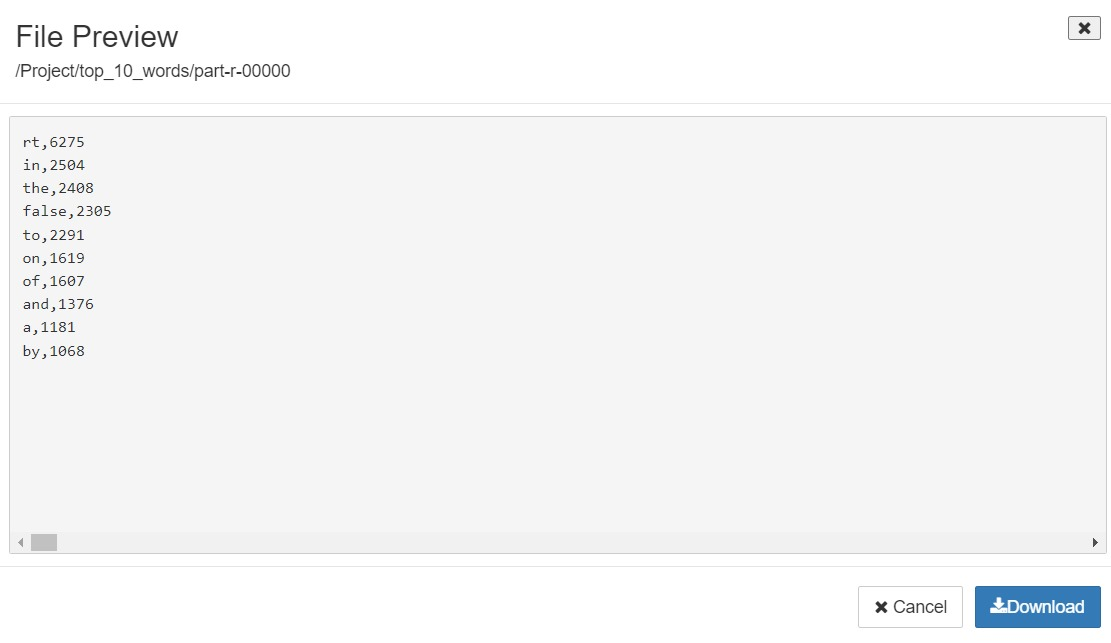 File Preview
/Project/top_10_words/part-r-00000
rt,6275
in,2504
the,2408
false,2305
to,2291
on,1619
of,1607
and,1376
a,1181
by,1068
Cancel
Download